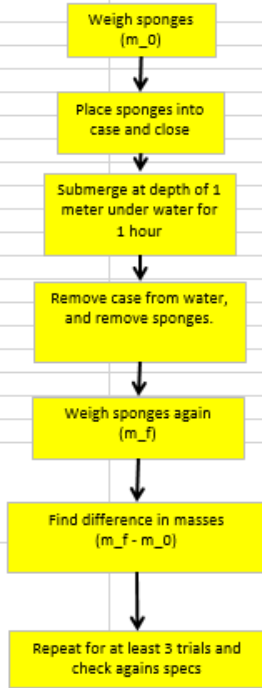 Weigh sponges
(m_0)
Place sponges into
case and close
Submerge at depth of 1
meter under water for
1 hour
Remove case from water,
and remove sponges.
Weigh sponges again
(m_f)
Find difference in masses
(m_f - m_0)
Repeat for at least 3 trials and
check agains specs